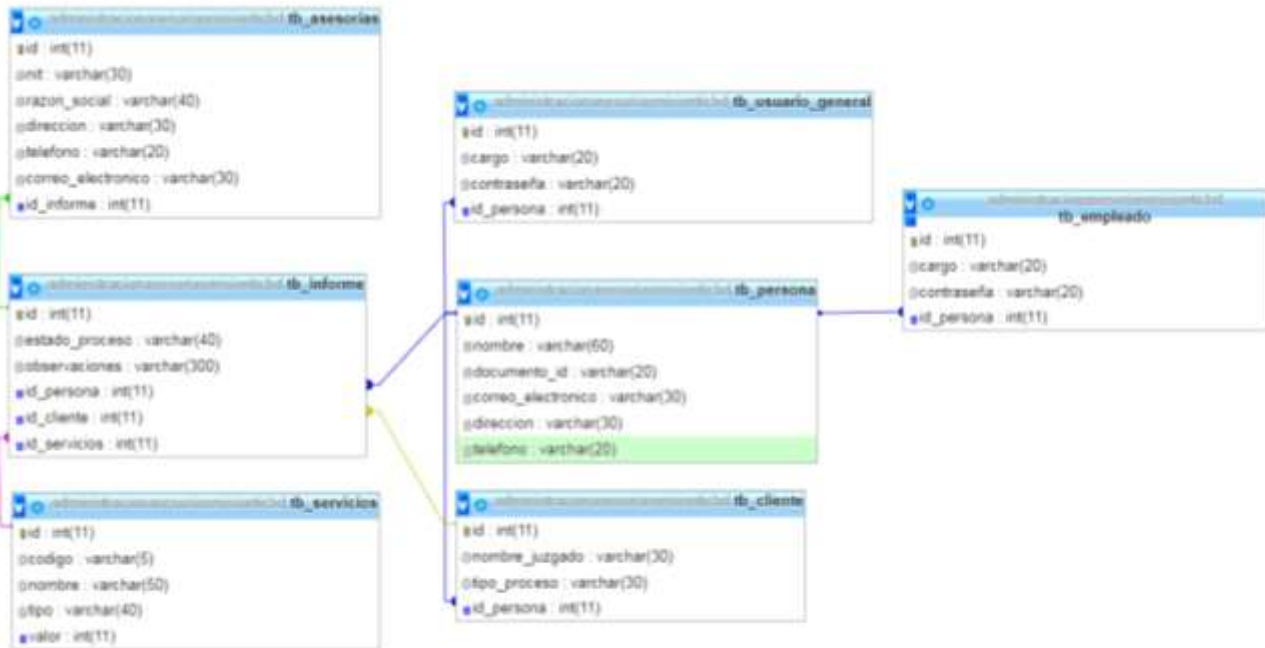 tb_asesorias
id : int(11)
nit : varchar(30)
razon_social : varchar(40)
direccion : varchar(30)
telefono : varchar(20)
correo_electronico : varchar(30)
id_informe : int(11)
tb_informe
id : int(11)
estado_proceso : varchar(40)
observaciones : varchar(300)
id_persona : int(11)
id_cliente : int(11)
id_servicios : int(11)
tb_servicios
id : int(11)
codigo : varchar(5)
nombre : varchar(50)
tipo : varchar(40)
valor : int(11)
tb_usuario_general
id : int(11)
cargo : varchar(20)
contraseña : varchar(20)
id_persona : int(11)
tb_persona
id : int(11)
nombre : varchar(60)
documento_id : varchar(20)
correo_electronico : varchar(30)
direccion : varchar(30)
telefono : varchar(20)
tb_cliente
id : int(11)
nombre_juzgado : varchar(30)
tipo_proceso : varchar(30)
id_persona : int(11)
tb_empleado
id : int(11)
cargo : varchar(20)
contraseña : varchar(20)
id_persona : int(11)